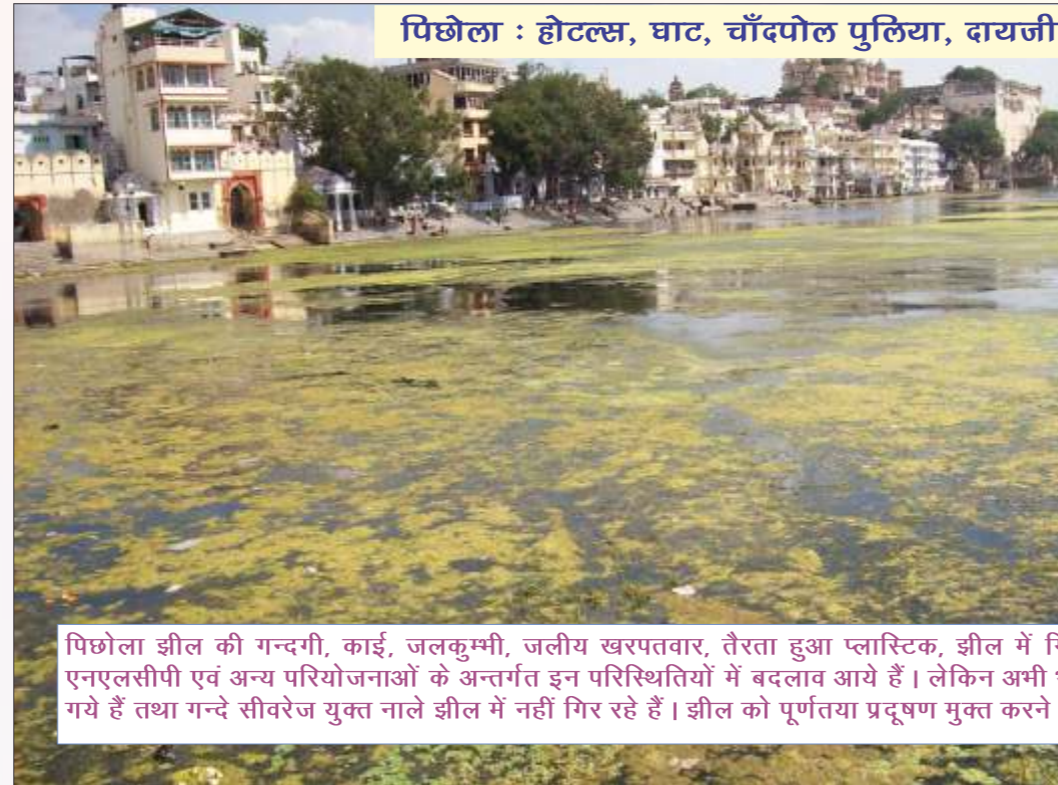 पिछोला : होटल्स, घाट, चाँदपोल पुलिया, दायजी
पिछोला झील की गन्दगी, काई, जलकुम्भी, जलीय खरपतवार, तैरता हुआ प्लास्टिक, झील में
एनएलसीपी एवं अन्य परियोजनाओं के अन्तर्गत इन परिस्थितियों में बदलाव आये हैं। लेकिन अभी
गये हैं तथा गन्दे सीवरेज युक्त नाले झील में नहीं गिर रहे हैं। झील को पूर्णतया प्रदूषण मुक्त करने